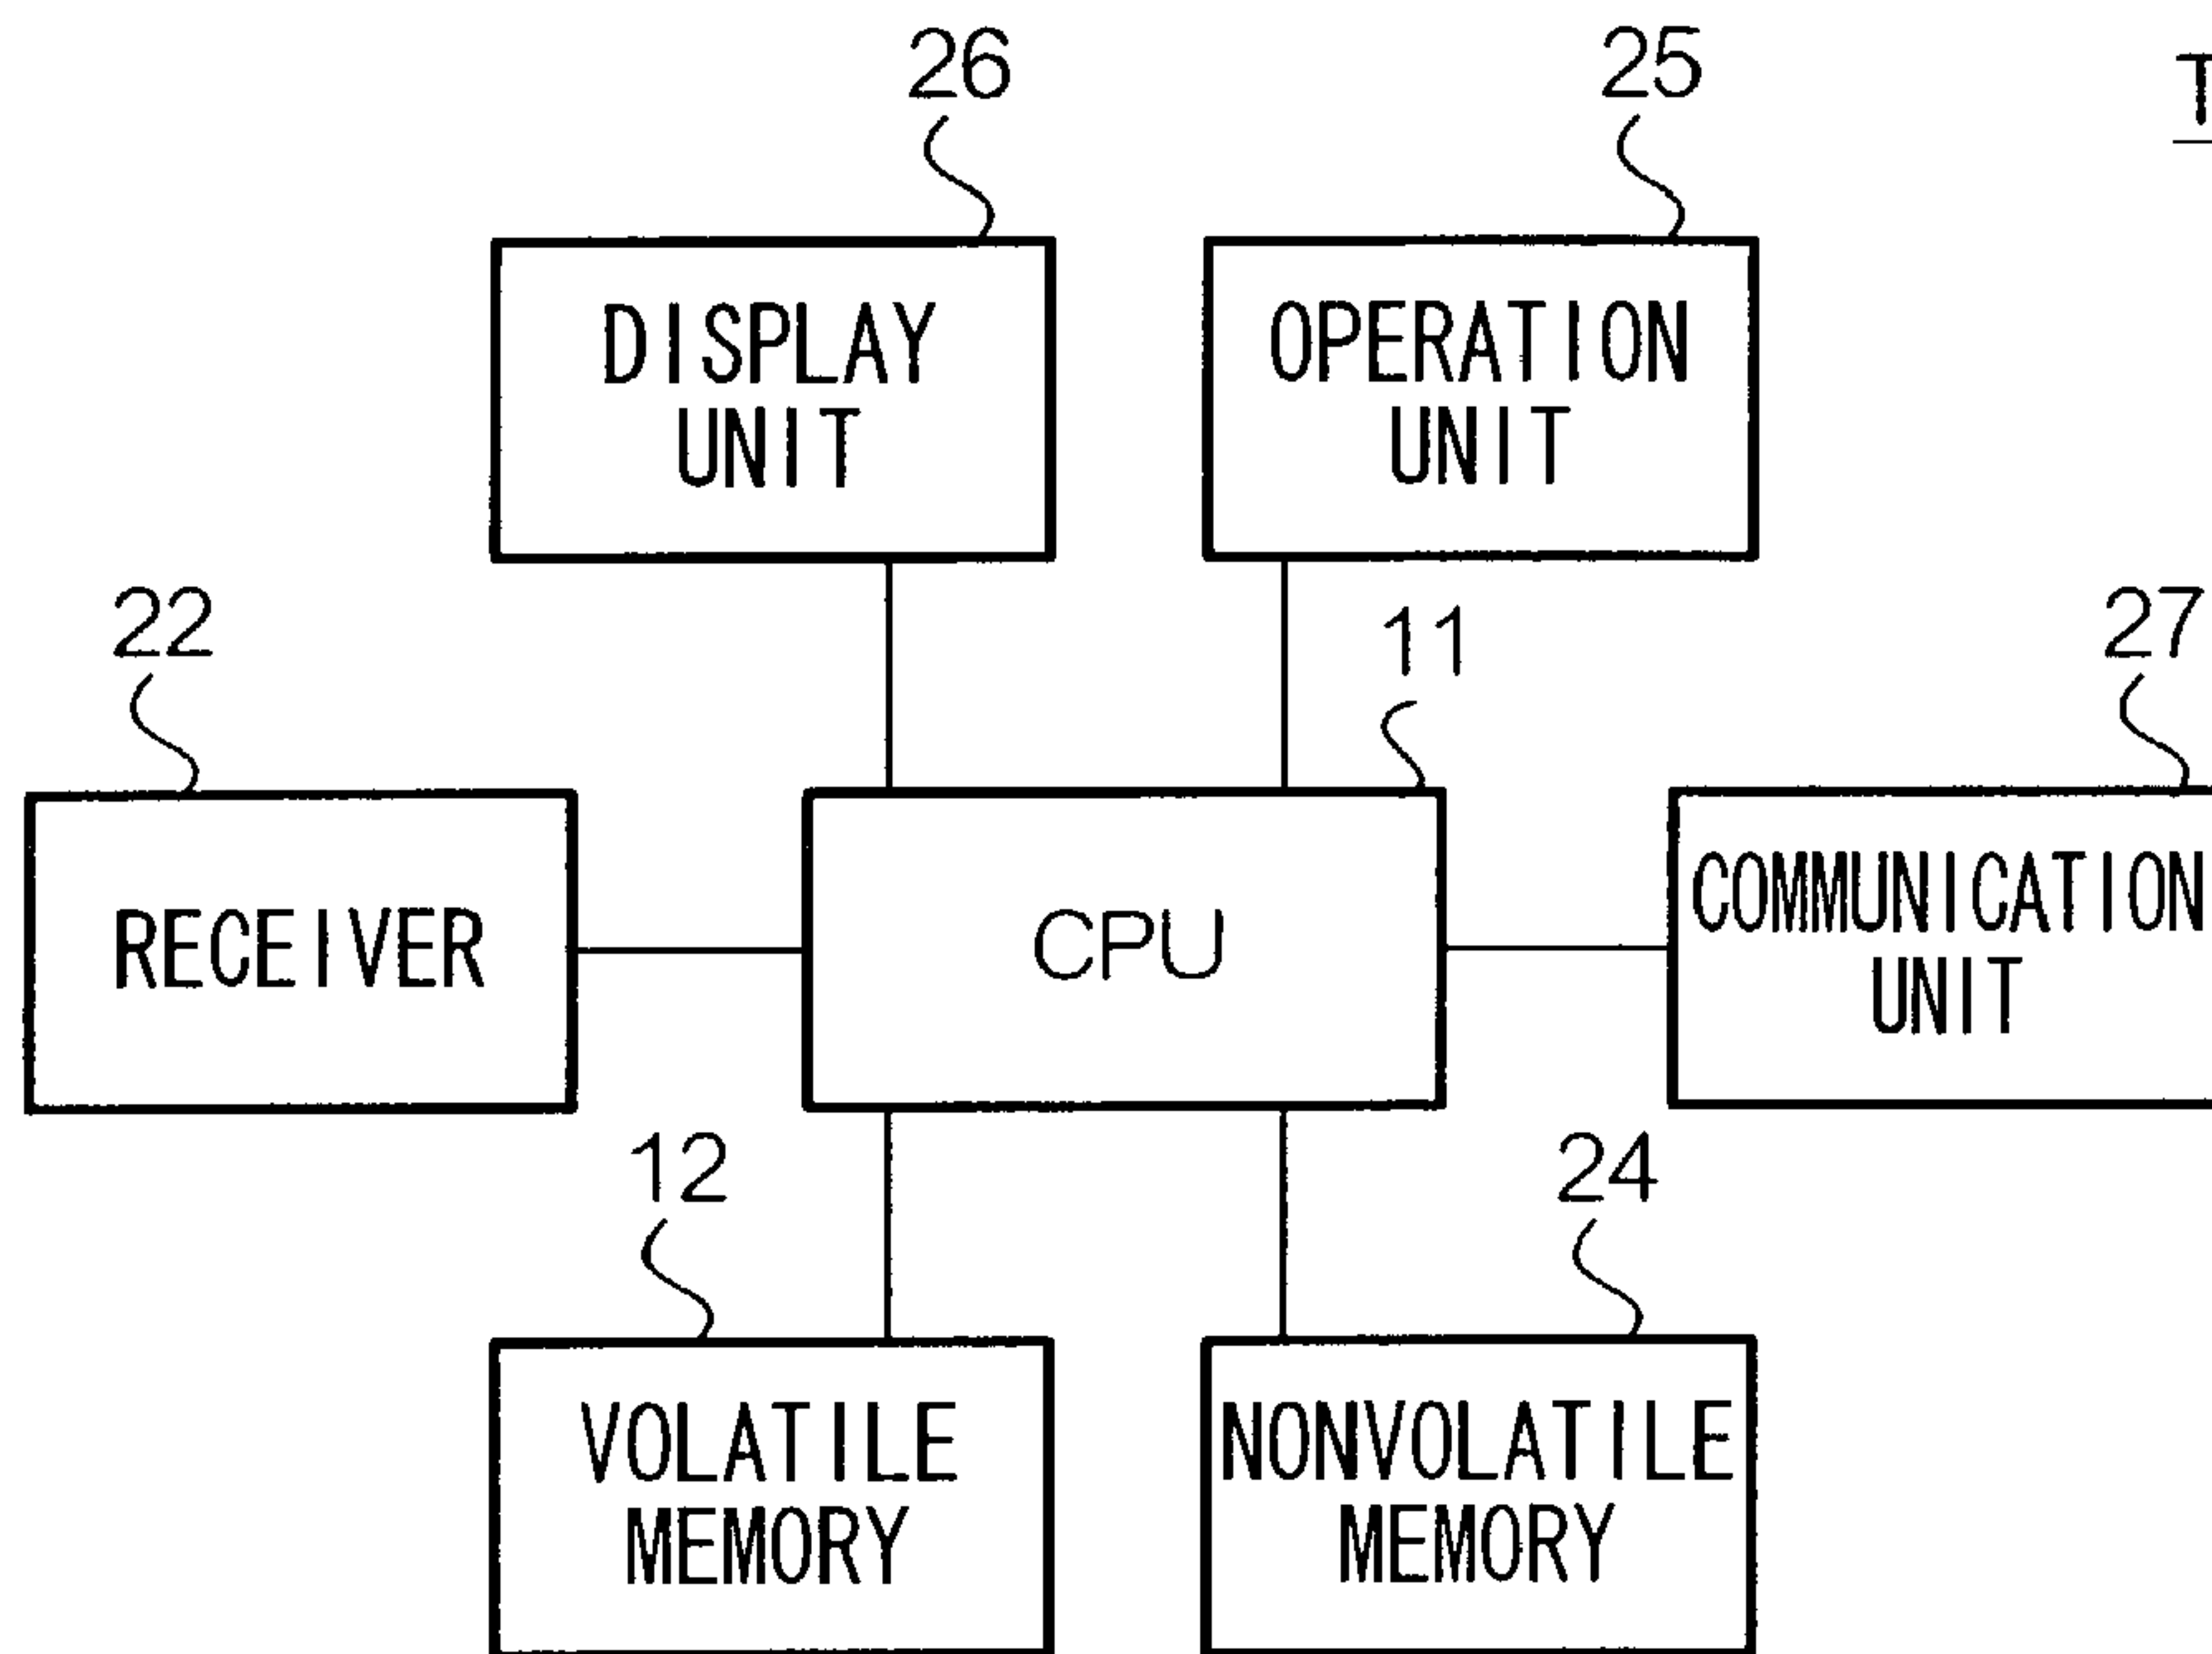 26
25
T
DISPLAY
UNIT
OPERATION
UNIT
22
11
27
RECEIVER
CPU
COMMUNICATION
UNIT
12
24
VOLATILE
MEMORY
NONVOLATILE
MEMORY